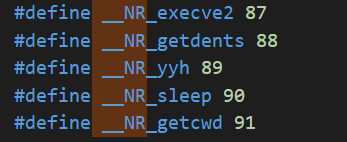 #define __NR_execve2 87
#define __NR_getdents 88
#define __NR_yyh 89
#define __NR_sleep 90
#define __NR_getcwd 91